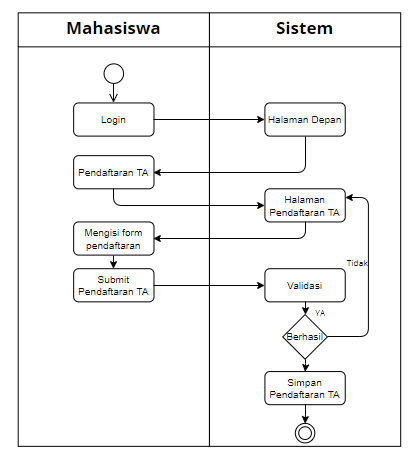 Mahasiswa
Sistem
Login
Halaman Depan
Pendaftaran TA
Halaman
Pendaftaran TA
Mengisi form
pendaftaran
Tidak
Submit
Pendaftaran TA
Validasi
YA
Berhasil
Simpan
Pendaftaran TA